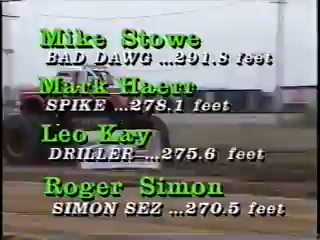 Mike Stowe
BAD DAWG ...291.8 feet
Mark Haerr
SPIKE ...278.1 feet
Leo Kay
DRILLER ...275.6 feet
Roger Simon
SIMON SEZ ...270.5 feet